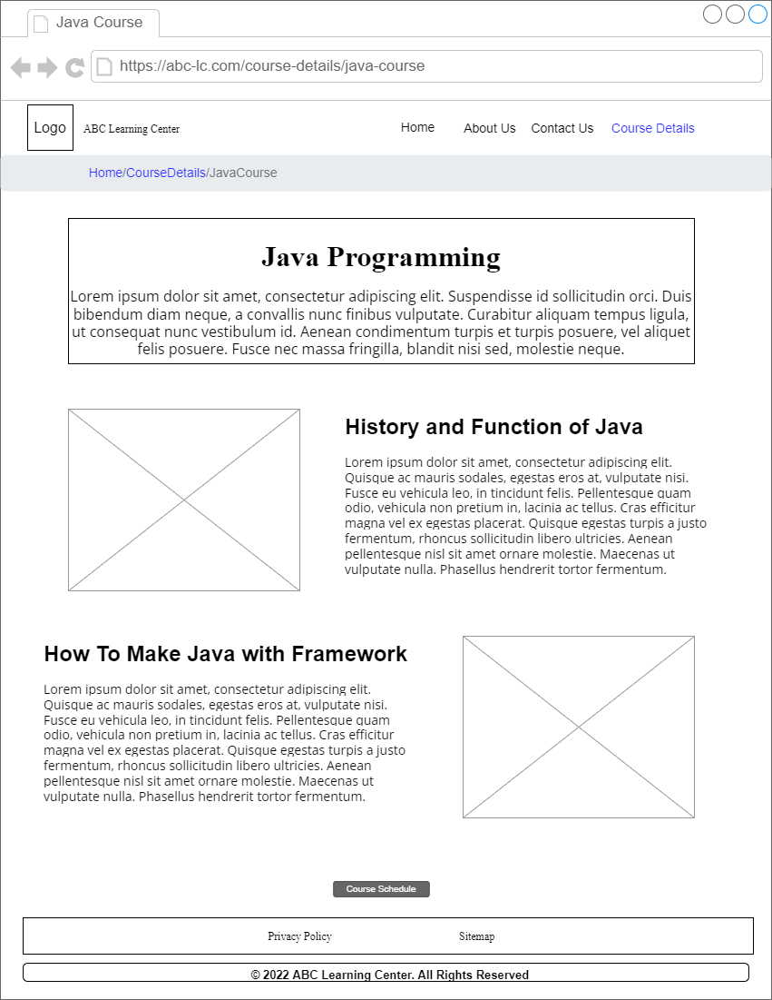 Java Course
https://abc-lc.com/course-details/java-course
Logo
ABC Learning Center
Home
About Us
Contact Us
Course Details
Home/CourseDetails/JavaCourse
Java Programming
Lorem ipsum dolor sit amet, consectetur adipiscing elit. Suspendisse id sollicitudin orci. Duis
bibendum diam neque, a convallis nunc finibus vulputate. Curabitur aliquam tempus ligula,
ut consequat nunc vestibulum id. Aenean condimentum turpis et turpis posuere, vel aliquet
felis posuere. Fusce nec massa fringilla, blandit nisi sed, molestie neque.
History and Function of Java
Lorem ipsum dolor sit amet, consectetur adipiscing elit.
Quisque ac mauris sodales, egestas eros at, vulputate nisi.
Fusce eu vehicula leo, in tincidunt felis. Pellentesque quam
odio, vehicula non pretium in, lacinia ac tellus. Cras efficitur
magna vel ex egestas placerat. Quisque egestas turpis a justo
fermentum, rhoncus sollicitudin libero ultricies. Aenean
pellentesque nisl sit amet ornare molestie. Maecenas ut
vulputate nulla. Phasellus hendrerit tortor fermentum.
How To Make Java with Framework
Lorem ipsum dolor sit amet, consectetur adipiscing elit.
Quisque ac mauris sodales, egestas eros at, vulputate nisi.
Fusce eu vehicula leo, in tincidunt felis. Pellentesque quam
odio, vehicula non pretium in, lacinia ac tellus. Cras efficitur
magna vel ex egestas placerat. Quisque egestas turpis a justo
fermentum, rhoncus sollicitudin libero ultricies. Aenean
pellentesque nisl sit amet ornare molestie. Maecenas ut
vulputate nulla. Phasellus hendrerit tortor fermentum.
Course Schedule
Privacy Policy
Sitemap
© 2022 ABC Learning Center. All Rights Reserved